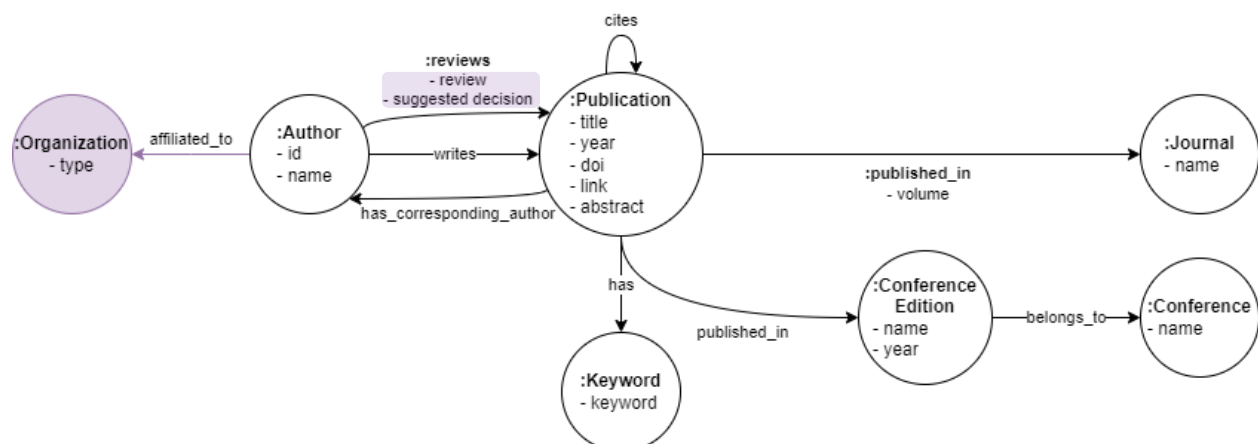 cites
:reviews
- review
- suggested decision
:Organization
- type
affiliated_to
:Author
- id
- name
writes
has_corresponding_author
:Publication
- title
- year
- doi
- link
- abstract
:published_in
- volume
:Journal
- name
has
published_in
:Conference
Edition
- name
- year
belongs_to
:Conference
- name
:Keyword
- keyword